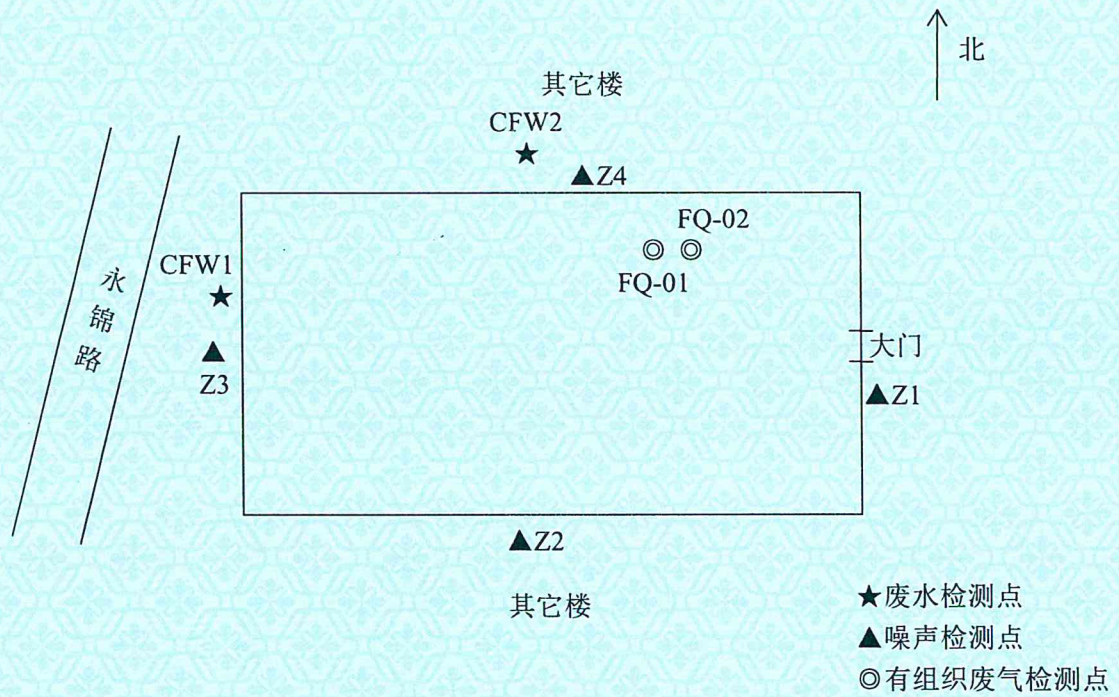 北
其它楼
CFW2
Z4
FQ-02
FQ-01
CFW1
永锦路
大门
Z3
Z1
Z2
其它楼
★废水检测点
▲噪声检测点
◎有组织废气检测点